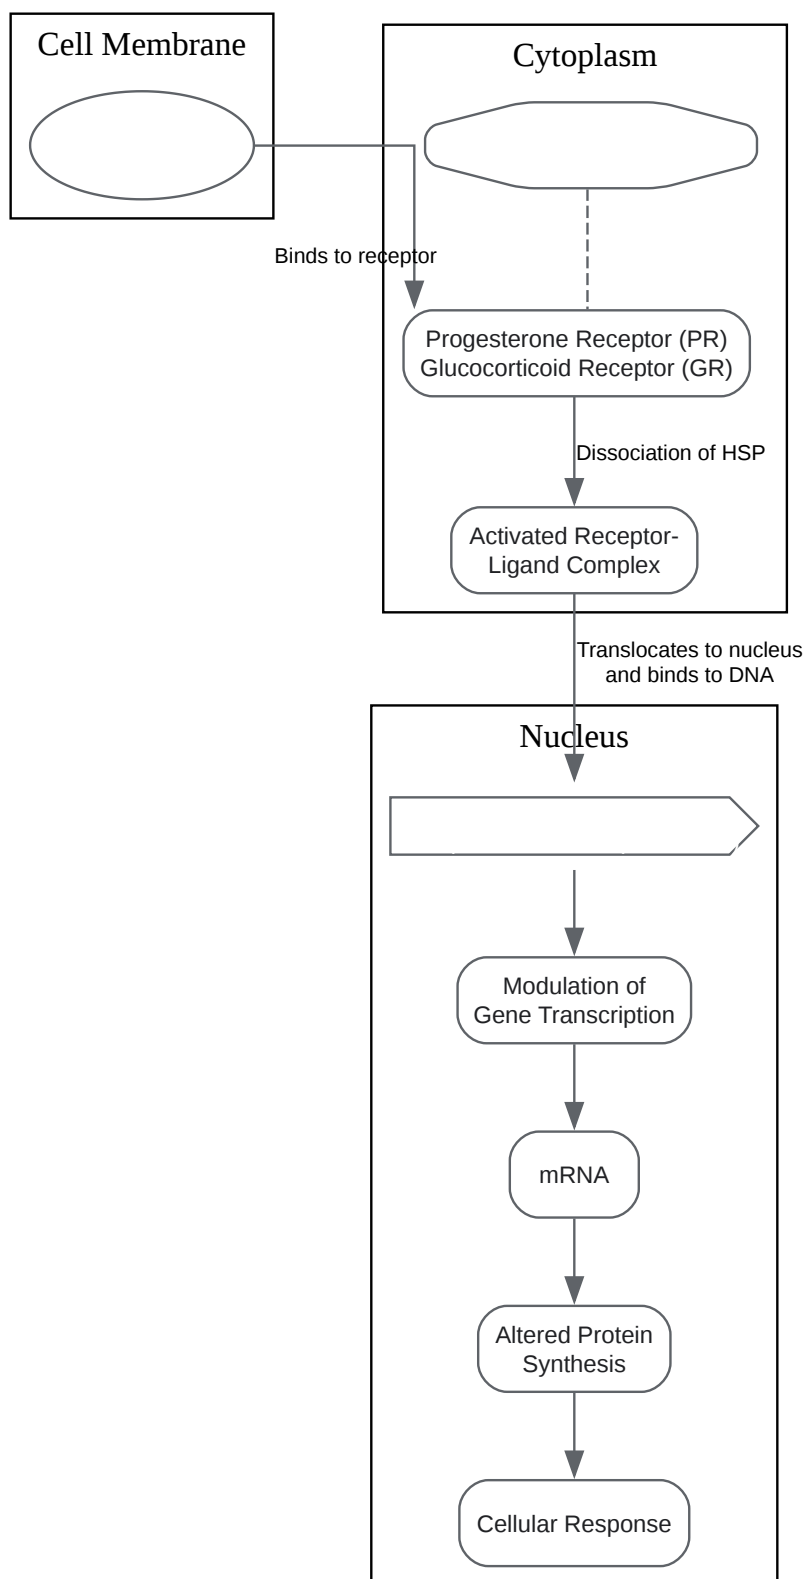 Cell Membrane
Cytoplasm
Binds to receptor
Progesterone Receptor (PR)
Glucocorticoid Receptor (GR)
Dissociation of HSP
Activated Receptor-
Ligand Complex
Translocates to nucleus
and binds to DNA
Nucleus
Modulation of
Gene Transcription
mRNA
Altered Protein
Synthesis
Cellular Response